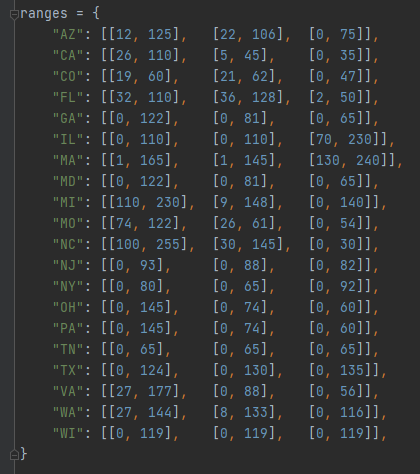 ranges = {
    "AZ": [[12, 125],   [22, 106],  [0, 75]],
    "CA": [[26, 110],   [5, 45],    [0, 35]],
    "CO": [[19, 60],    [21, 62],   [0, 47]],
    "FL": [[32, 110],   [36, 128],  [2, 50]],
    "GA": [[0, 122],    [0, 81],    [0, 65]],
    "IL": [[0, 110],    [0, 110],   [70, 230]],
    "MA": [[1, 165],    [1, 145],   [130, 240]],
    "MD": [[0, 122],    [0, 81],    [0, 65]],
    "MI": [[110, 230],  [9, 148],   [0, 140]],
    "MO": [[74, 122],   [26, 61],   [0, 54]],
    "NC": [[100, 255],  [30, 145],  [0, 30]],
    "NJ": [[0, 93],     [0, 88],    [0, 82]],
    "NY": [[0, 80],     [0, 65],    [0, 92]],
    "OH": [[0, 145],    [0, 74],    [0, 60]],
    "PA": [[0, 145],    [0, 74],    [0, 60]],
    "TN": [[0, 65],     [0, 65],    [0, 65]],
    "TX": [[0, 124],    [0, 130],   [0, 135]],
    "VA": [[27, 177],   [0, 88],    [0, 56]],
    "WA": [[27, 144],   [8, 133],   [0, 116]],
    "WI": [[0, 119],    [0, 119],   [0, 119]],
}